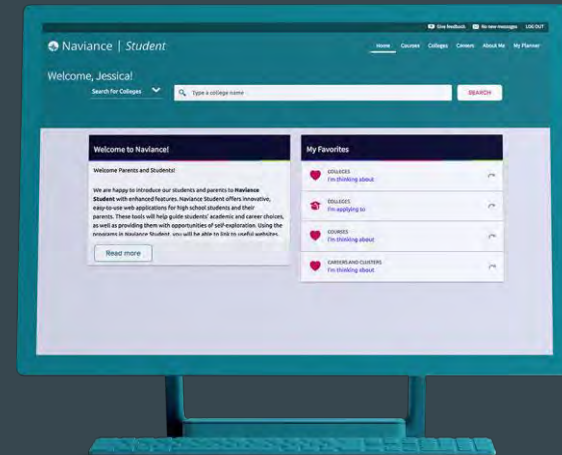 Give feedback No new messages LOG OUT
Naviance | Student
Home Courses Colleges Careers About Me My Planner
Welcome, Jessica!
Search for Colleges Type a college name SEARCH
Welcome to Naviance!
Welcome Parents and Students!
We are happy to introduce our students and parents to Naviance
Student with enhanced features. Naviance Student offers innovative,
easy-to-use web applications for high school students and their
parents. These tools will help guide students' academic and career choices,
as well as providing them with opportunities of self-exploration. Using the
programs in Naviance Student, you will be able to link to useful websites,
Read more
My Favorites
COLLEGES
I'm thinking about
COLLEGES
I'm applying to
COURSES
I'm thinking about
CAREERS AND CLUSTERS
I'm thinking about